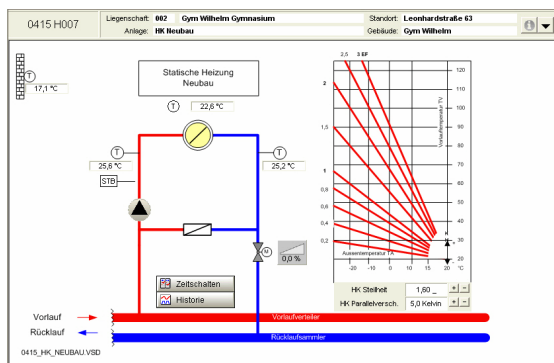 0415 H007
Liegenschaft: 002 Gym Wilhelm Gymnasium
Anlage: HK Neubau
Standort: Leonhardstraße 63
Gebäude: Gym Wilhelm
T
17,1 °C
Statische Heizung
Neubau
T
22,6 °C
T
25,6 °C
STB
T
25,2 °C
M
0,0 %
Zeitschalten
Historie
2,5 3 EF
2
1,5
1
0,8
0,6
0,4
0,2
120
110
100
90
80
70
60
50
40
30
20
Vorlauftemperatur TV
Aussentemperatur TA
-20 -10 0 10 15 20 °C
HK Steilheit 1,60 _ + -
HK Parallelversch. 5,0 Kelvin + -
Vorlauf
Vorlaufverteiler
Rücklauf
Rücklaufsammler
0415_HK_NEUBAU.VSD